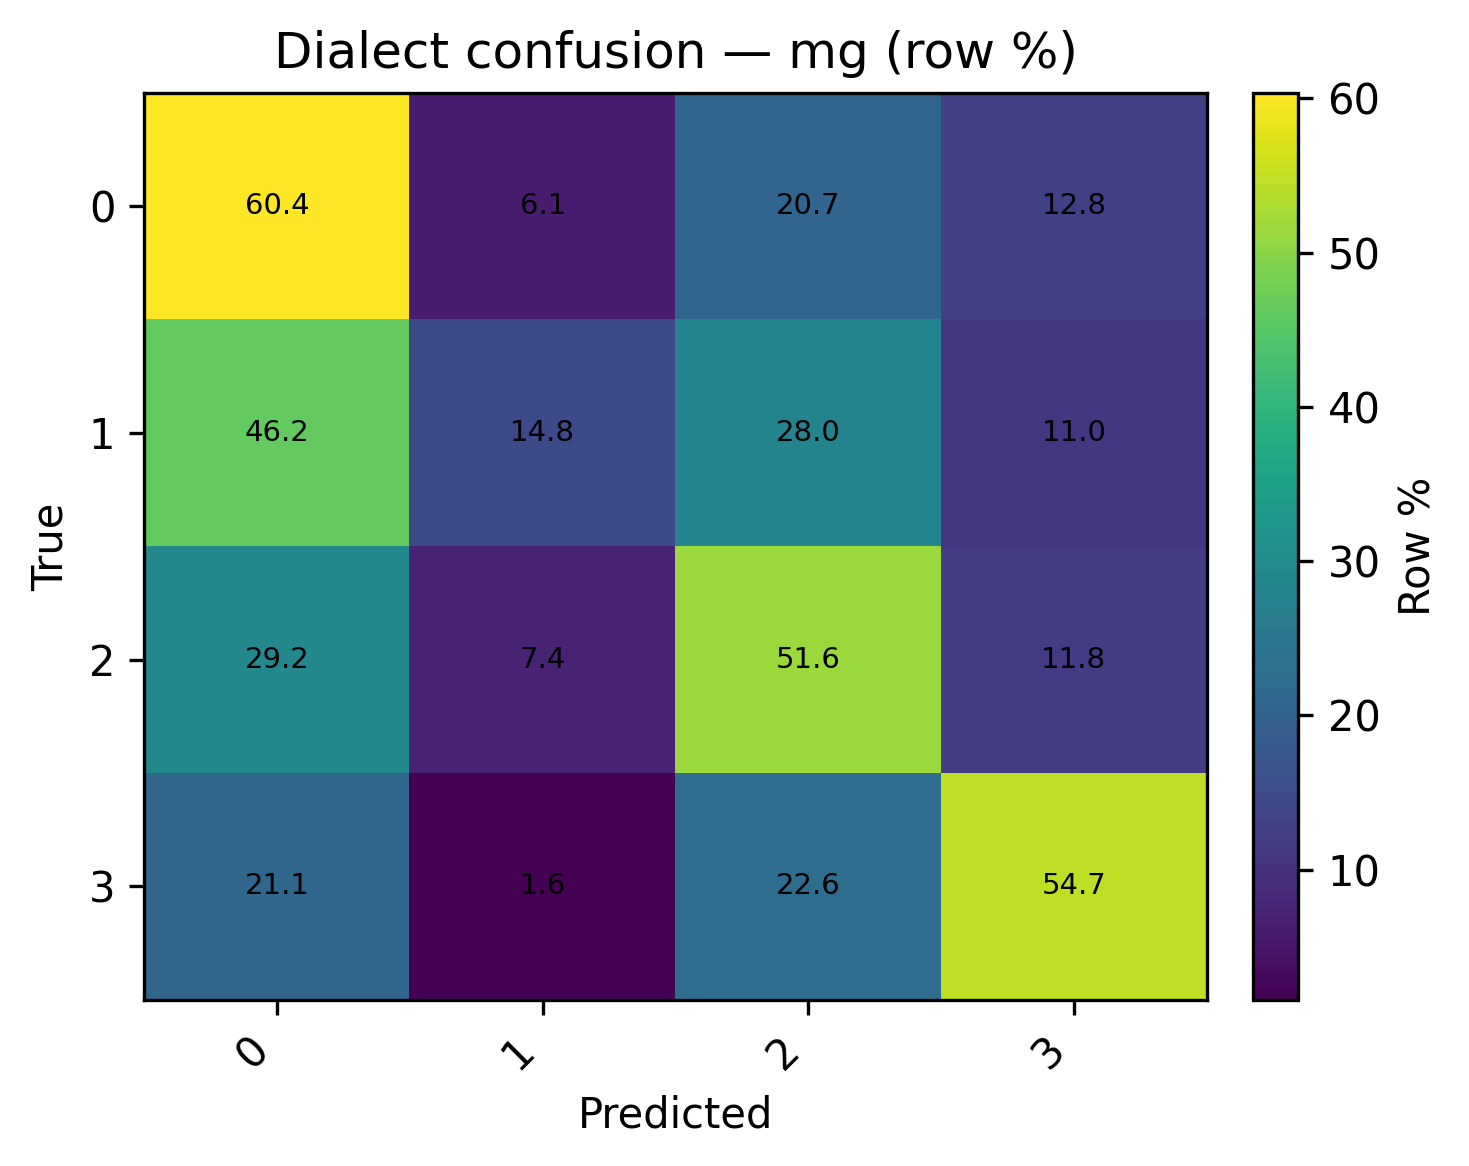 Dialect confusion — mg (row %)
60.4 6.1 20.7 12.8
46.2 14.8 28.0 11.0
29.2 7.4 51.6 11.8
21.1 1.6 22.6 54.7
0
1
2
3
True
0 1 2 3
Predicted
60
50
40
30
20
10
Row %